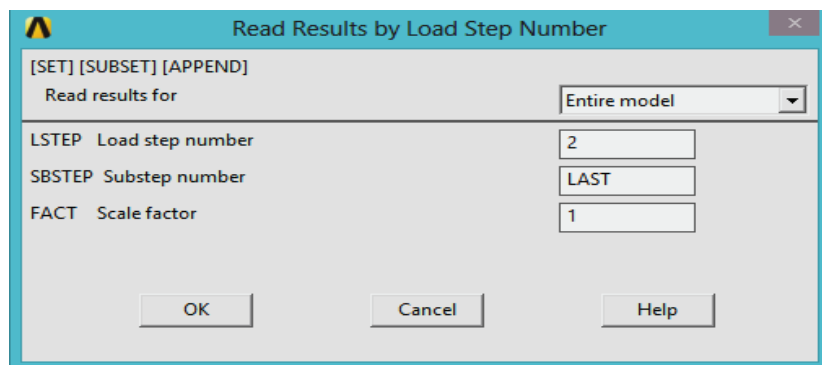 Read Results by Load Step Number
[SET] [SUBSET] [APPEND]
Read results for Entire model
LSTEP Load step number 2
SBSTEP Substep number LAST
FACT Scale factor 1
OK Cancel Help